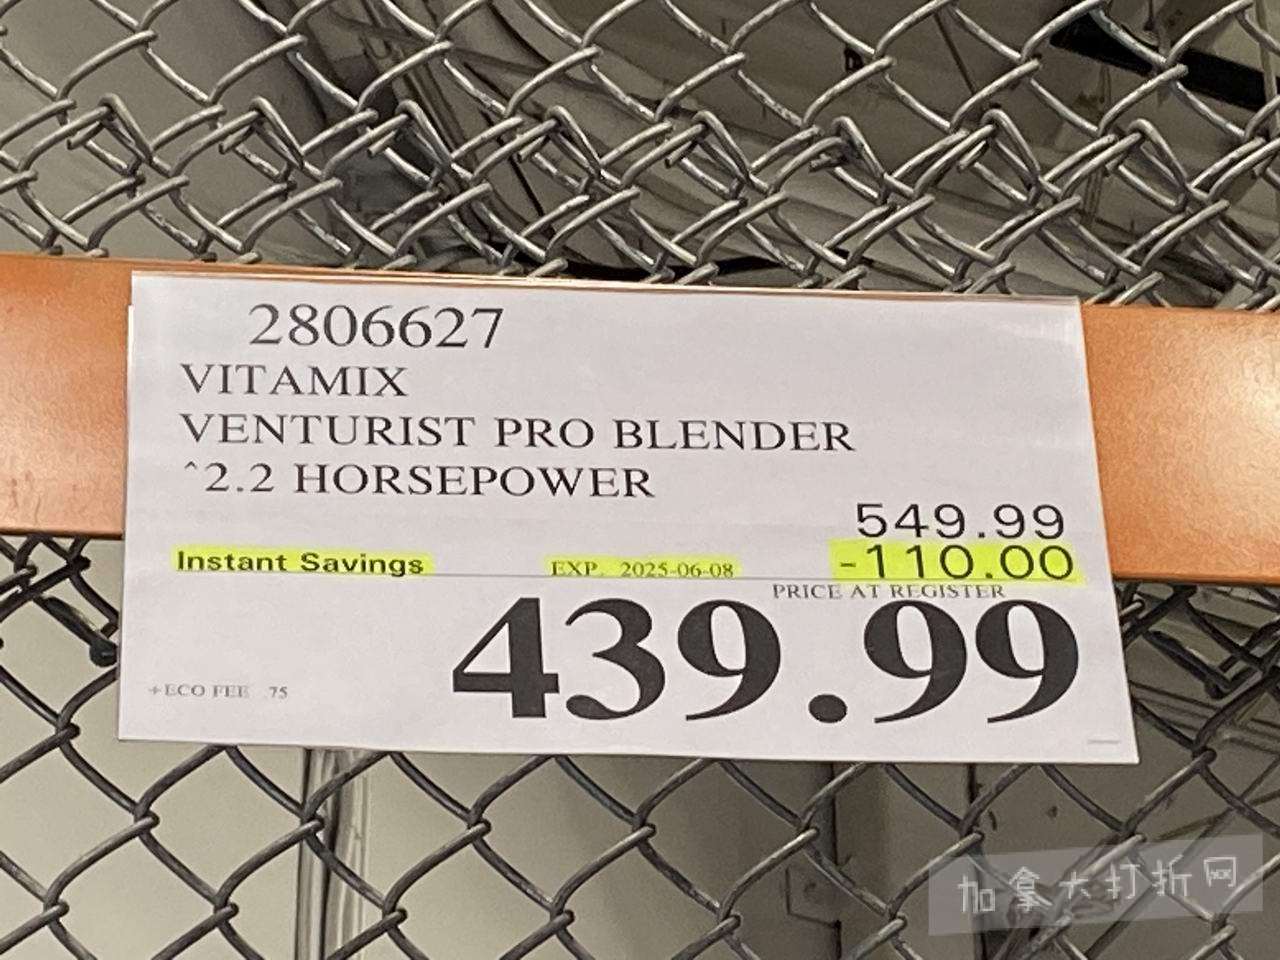 2806627
VITAMIX
VENTURIST PRO BLENDER
^2.2 HORSEPOWER
549.99
Instant Savings EXP. 2025-06-08 -110.00
PRICE AT REGISTER
439.99
+ECO FEE 75
加拿大打折网